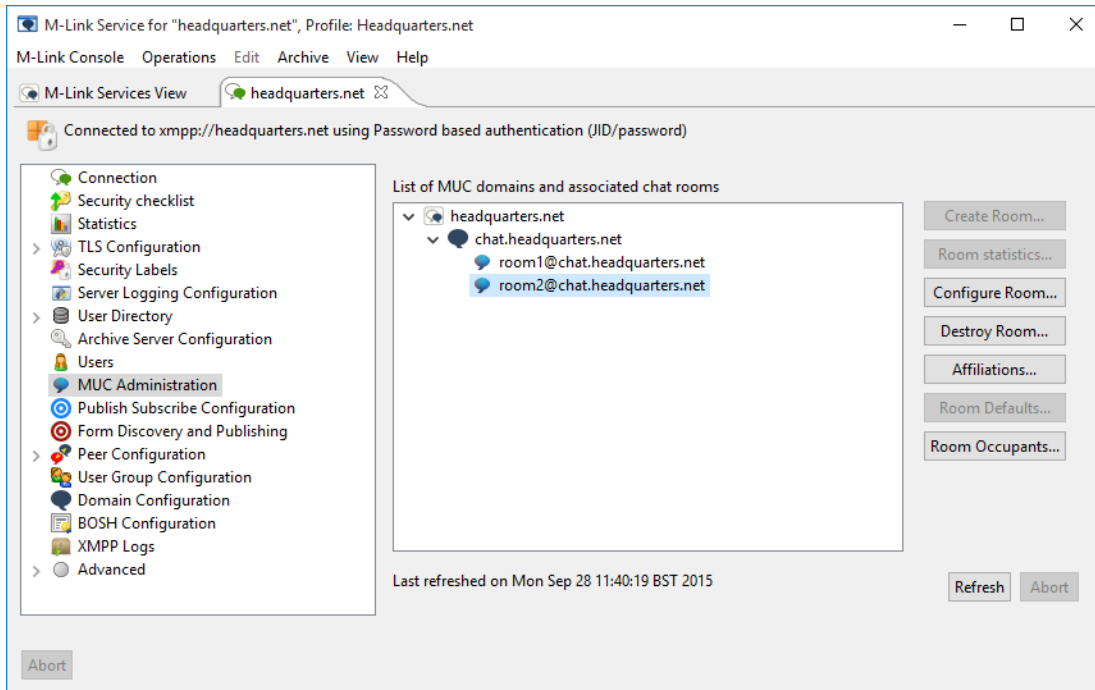 M-Link Service for "headquarters.net", Profile: Headquarters.net
M-Link Console Operations Edit Archive View Help
M-Link Services View headquarters.net
Connected to xmpp://headquarters.net using Password based authentication (JID/password)
Connection
Security checklist
Statistics
TLS Configuration
Security Labels
Server Logging Configuration
User Directory
Archive Server Configuration
Users
MUC Administration
Publish Subscribe Configuration
Form Discovery and Publishing
Peer Configuration
User Group Configuration
Domain Configuration
BOSH Configuration
XMPP Logs
Advanced
List of MUC domains and associated chat rooms
headquarters.net
chat.headquarters.net
room1@chat.headquarters.net
room2@chat.headquarters.net
Create Room...
Room statistics...
Configure Room...
Destroy Room...
Affiliations...
Room Defaults...
Room Occupants...
Last refreshed on Mon Sep 28 11:40:19 BST 2015
Refresh Abort
Abort